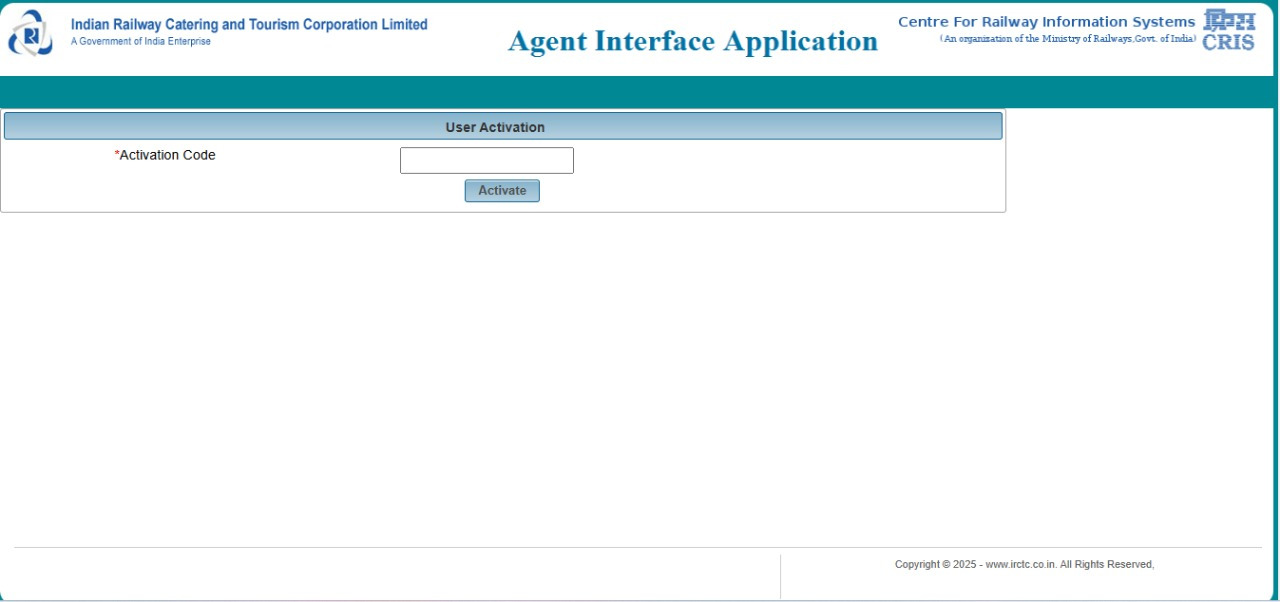 Indian Railway Catering and Tourism Corporation Limited
A Government of India Enterprise
Agent Interface Application
Centre For Railway Information Systems
(An organization of the Ministry of Railways,Govt. of India)
क्रिस
CRIS
User Activation
*Activation Code
Activate
Copyright © 2025 - www.irctc.co.in. All Rights Reserved,